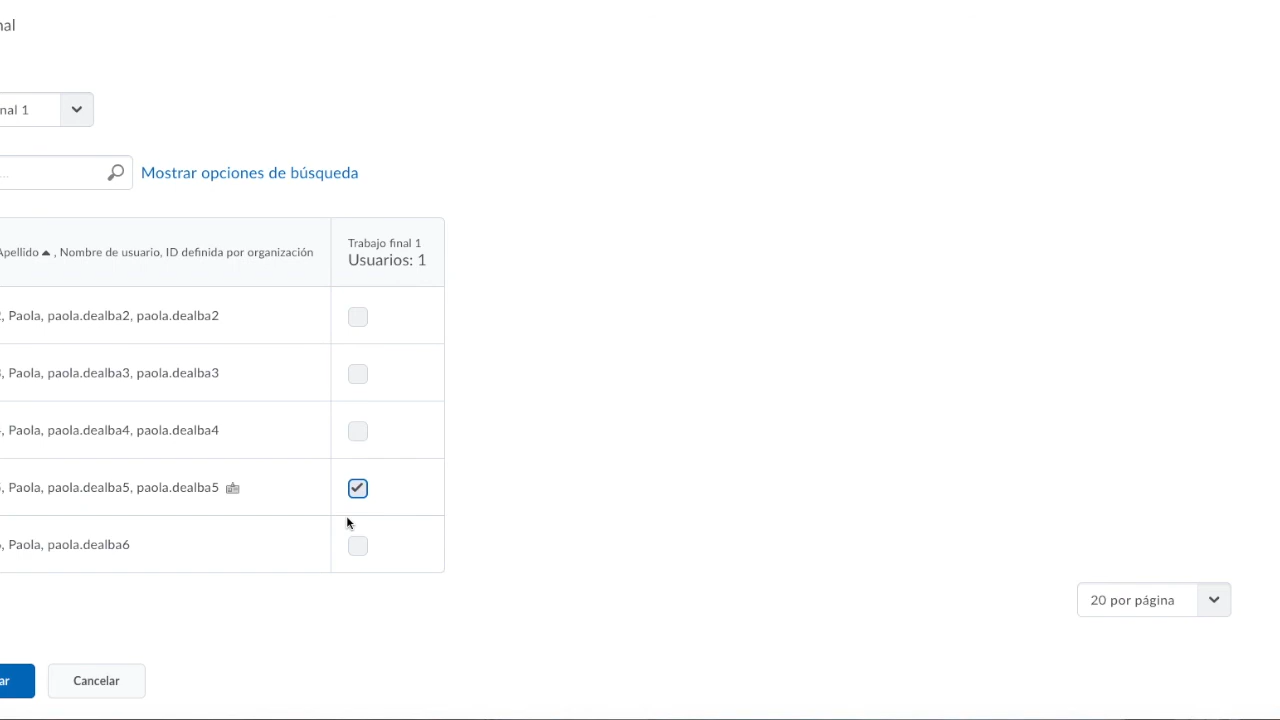 nal
nal 1
...
Mostrar opciones de búsqueda
Apellido , Nombre de usuario, ID definida por organización
Trabajo final 1
Usuarios: 1
, Paola, paola.dealba2, paola.dealba2
, Paola, paola.dealba3, paola.dealba3
, Paola, paola.dealba4, paola.dealba4
, Paola, paola.dealba5, paola.dealba5
, Paola, paola.dealba6
20 por página
ar
Cancelar